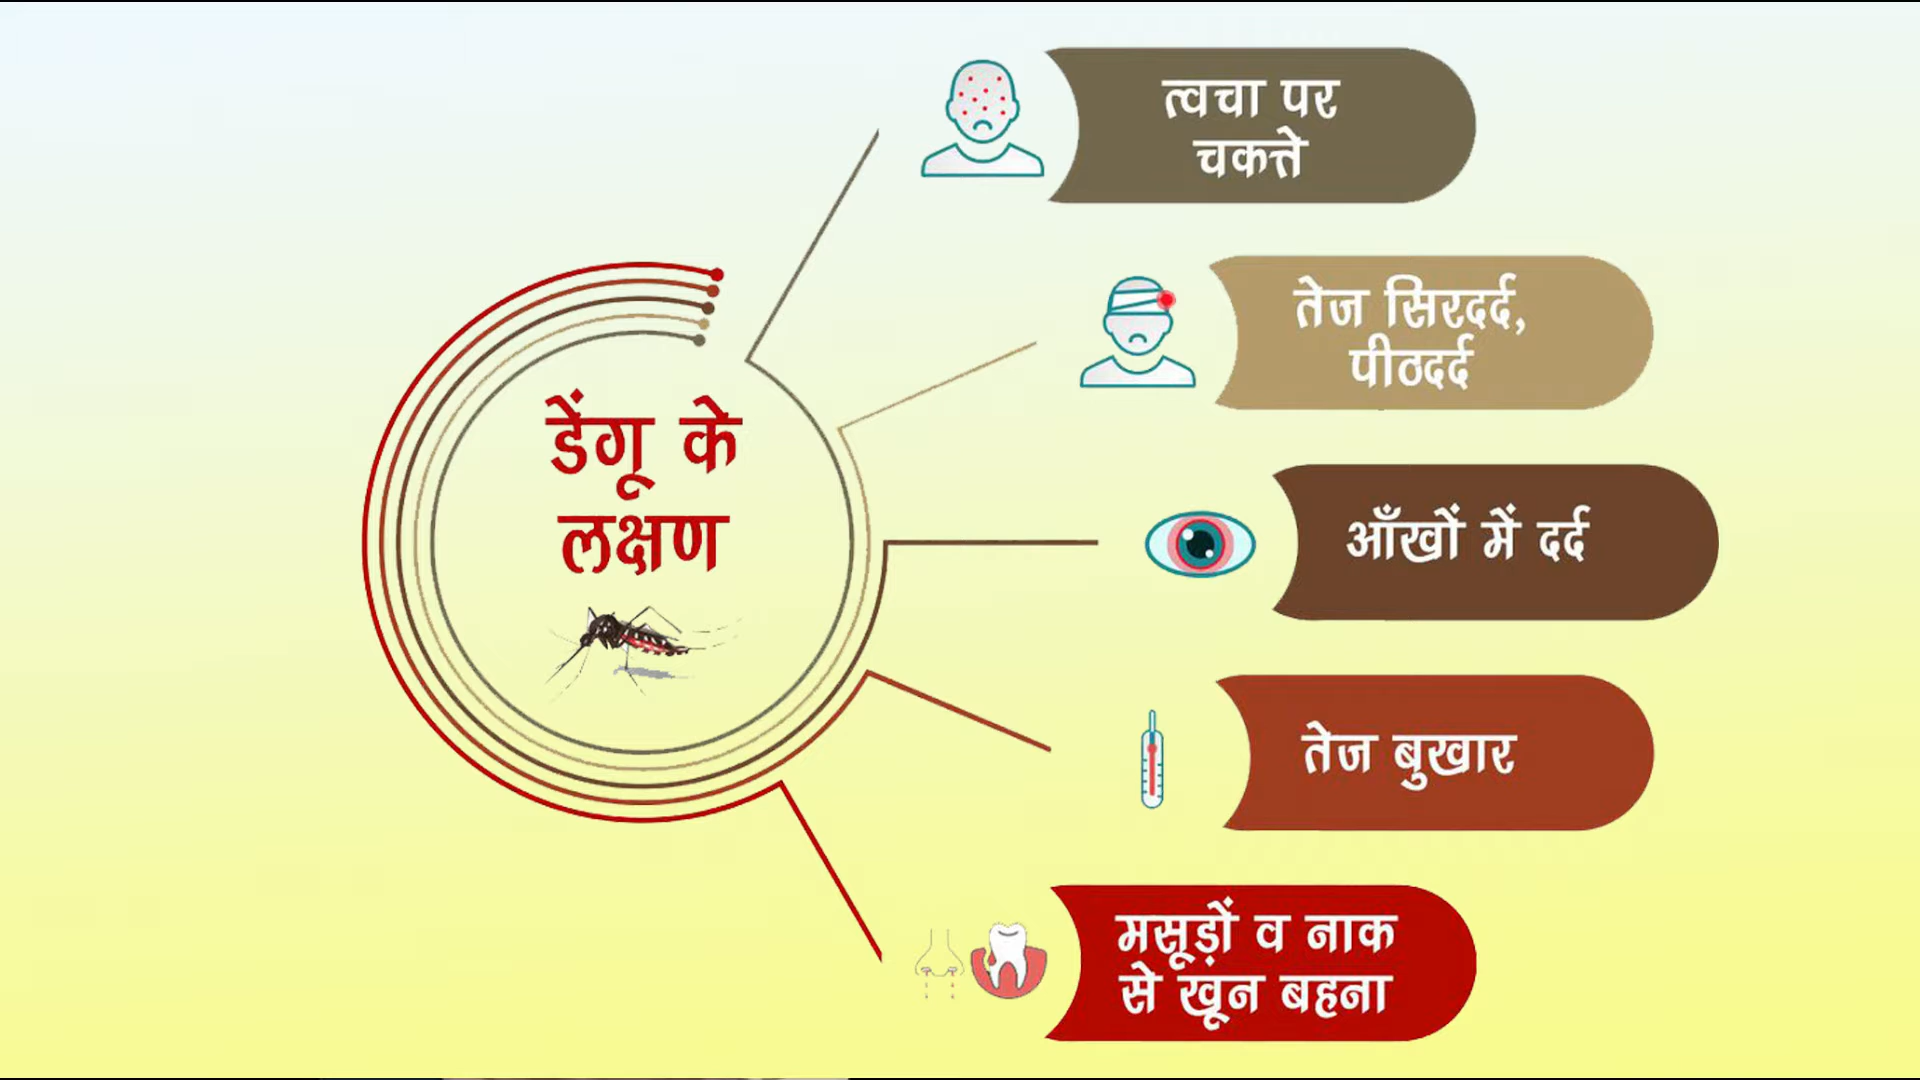 डेंगू के
लक्षण
त्वचा पर
चकत्ते
तेज सिरदर्द,
पीठदर्द
आँखों में दर्द
तेज बुखार
मसूड़ों व नाक
से खून बहना